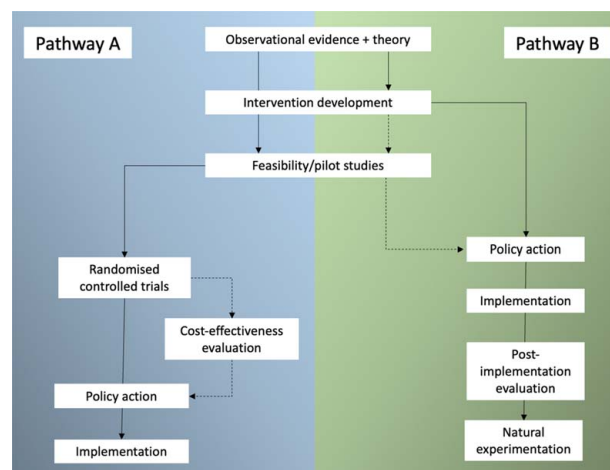 Pathway A
Observational evidence + theory
Pathway B
Intervention development
Feasibility/pilot studies
Policy action
Randomised
controlled trials
Implementation
Cost-effectiveness
evaluation
Post-
implementation
evaluation
Policy action
Natural
experimentation
Implementation